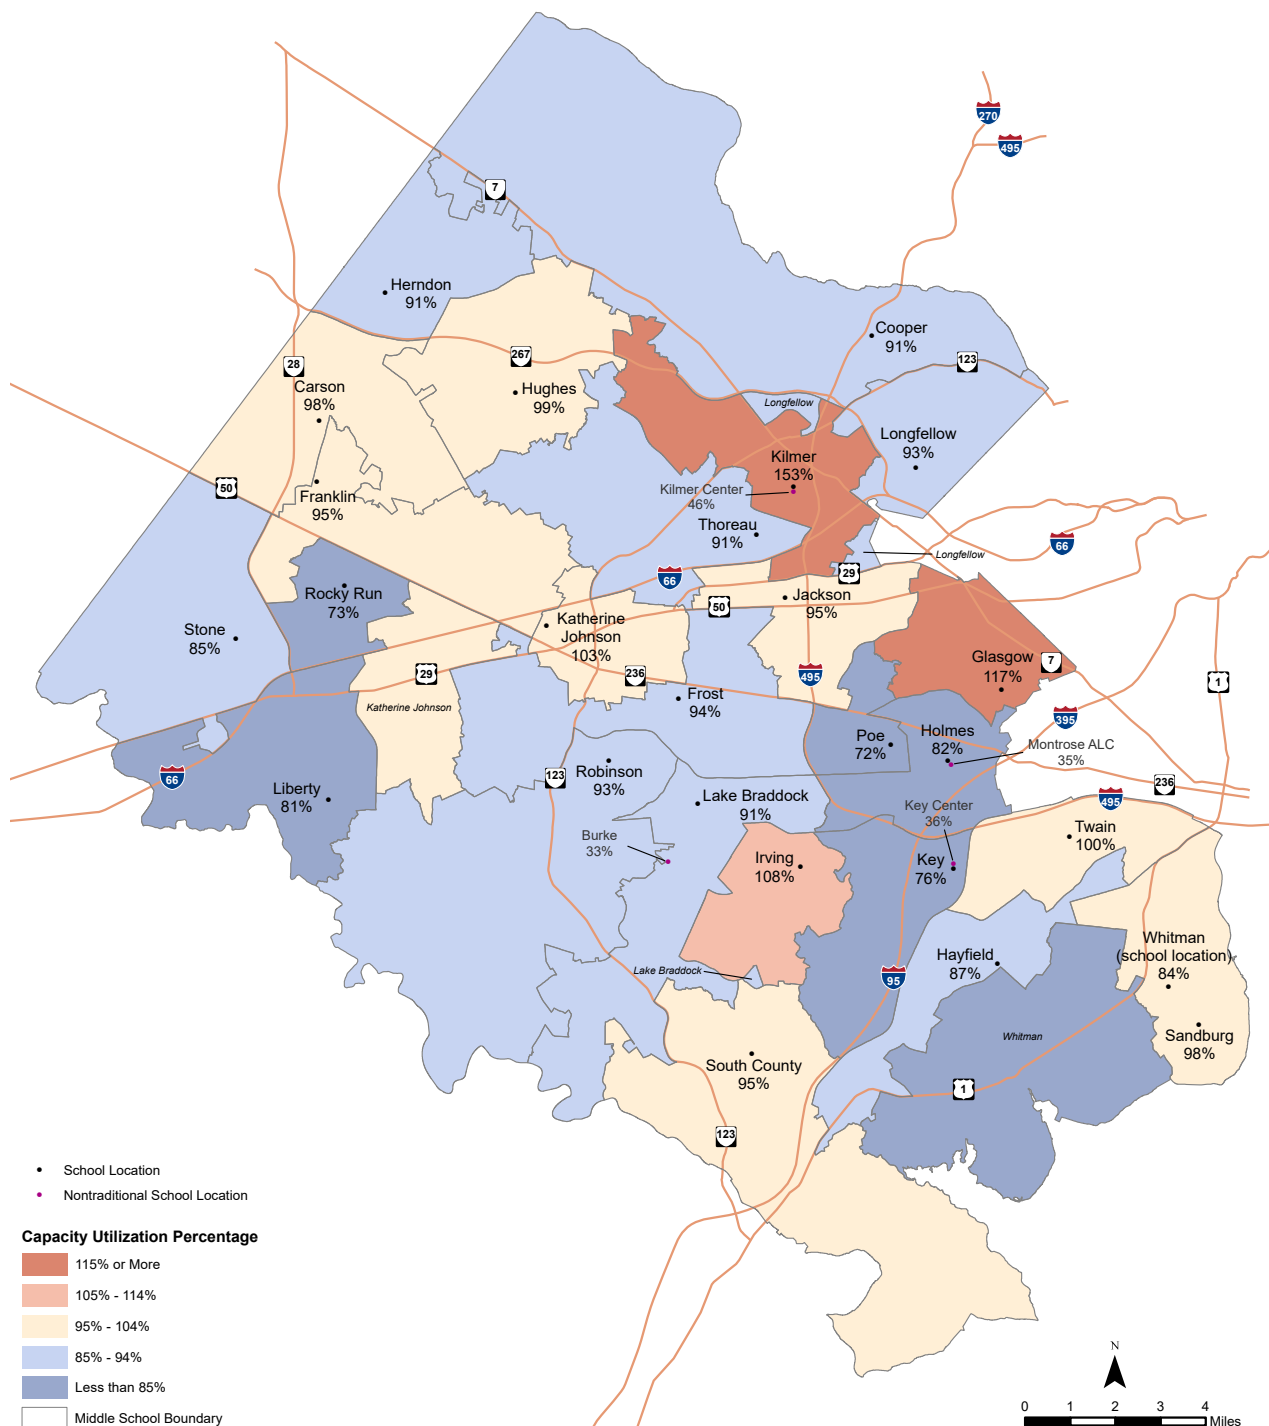 270
495
7
Herndon
91%
Cooper
91%
123
267
28
Carson
98%
Hughes
99%
Longfellow
Longfellow
93%
Kilmer
153%
Kilmer Center
46%
50
Franklin
95%
Thoreau
91%
66
Longfellow
66
29
Rocky Run
73%
50
Jackson
95%
Stone
85%
Katherine
Johnson
103%
Glasgow
117%
7
29
236
495
1
Katherine Johnson
Frost
94%
395
Poe
72%
Holmes
82%
Montrose ALC
35%
66
Liberty
81%
123
Robinson
93%
Lake Braddock
91%
236
495
Key Center
36%
Burke
33%
Irving
108%
Key
76%
Twain
100%
Whitman
(school location)
84%
Hayfield
87%
Lake Braddock
95
Whitman
Sandburg
98%
South County
95%
1
123
School Location
Nontraditional School Location
Capacity Utilization Percentage
115% or More
105% - 114%
95% - 104%
85% - 94%
Less than 85%
Middle School Boundary
N
0 1 2 3 4
Miles